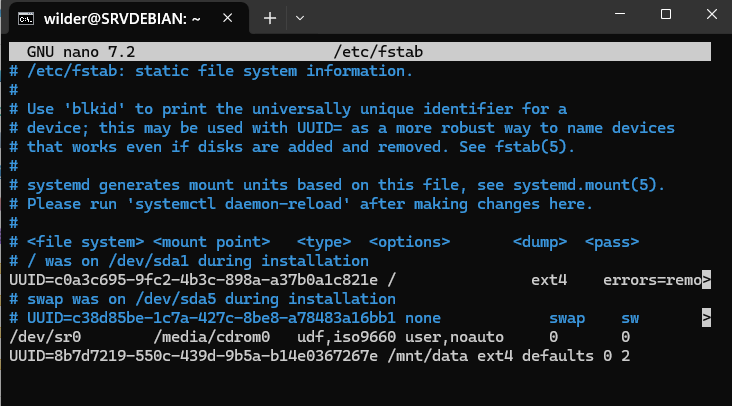 wilder@SRVDEBIAN: ~
GNU nano 7.2 /etc/fstab
# /etc/fstab: static file system information.
#
# Use 'blkid' to print the universally unique identifier for a
# device; this may be used with UUID= as a more robust way to name devices
# that works even if disks are added and removed. See fstab(5).
#
# systemd generates mount units based on this file, see systemd.mount(5).
# Please run 'systemctl daemon-reload' after making changes here.
#
# <file system> <mount point>   <type>  <options>       <dump>  <pass>
# / was on /dev/sda1 during installation
UUID=c0a3c695-9fc2-4b3c-898a-a37b0a1c821e /               ext4    errors=remo>
# swap was on /dev/sda5 during installation
# UUID=c38d85be-1c7a-427c-8be8-a78483a16bb1 none            swap    sw      >
/dev/sr0        /media/cdrom0   udf,iso9660 user,noauto     0       0
UUID=8b7d7219-550c-439d-9b5a-b14e0367267e /mnt/data ext4 defaults 0 2